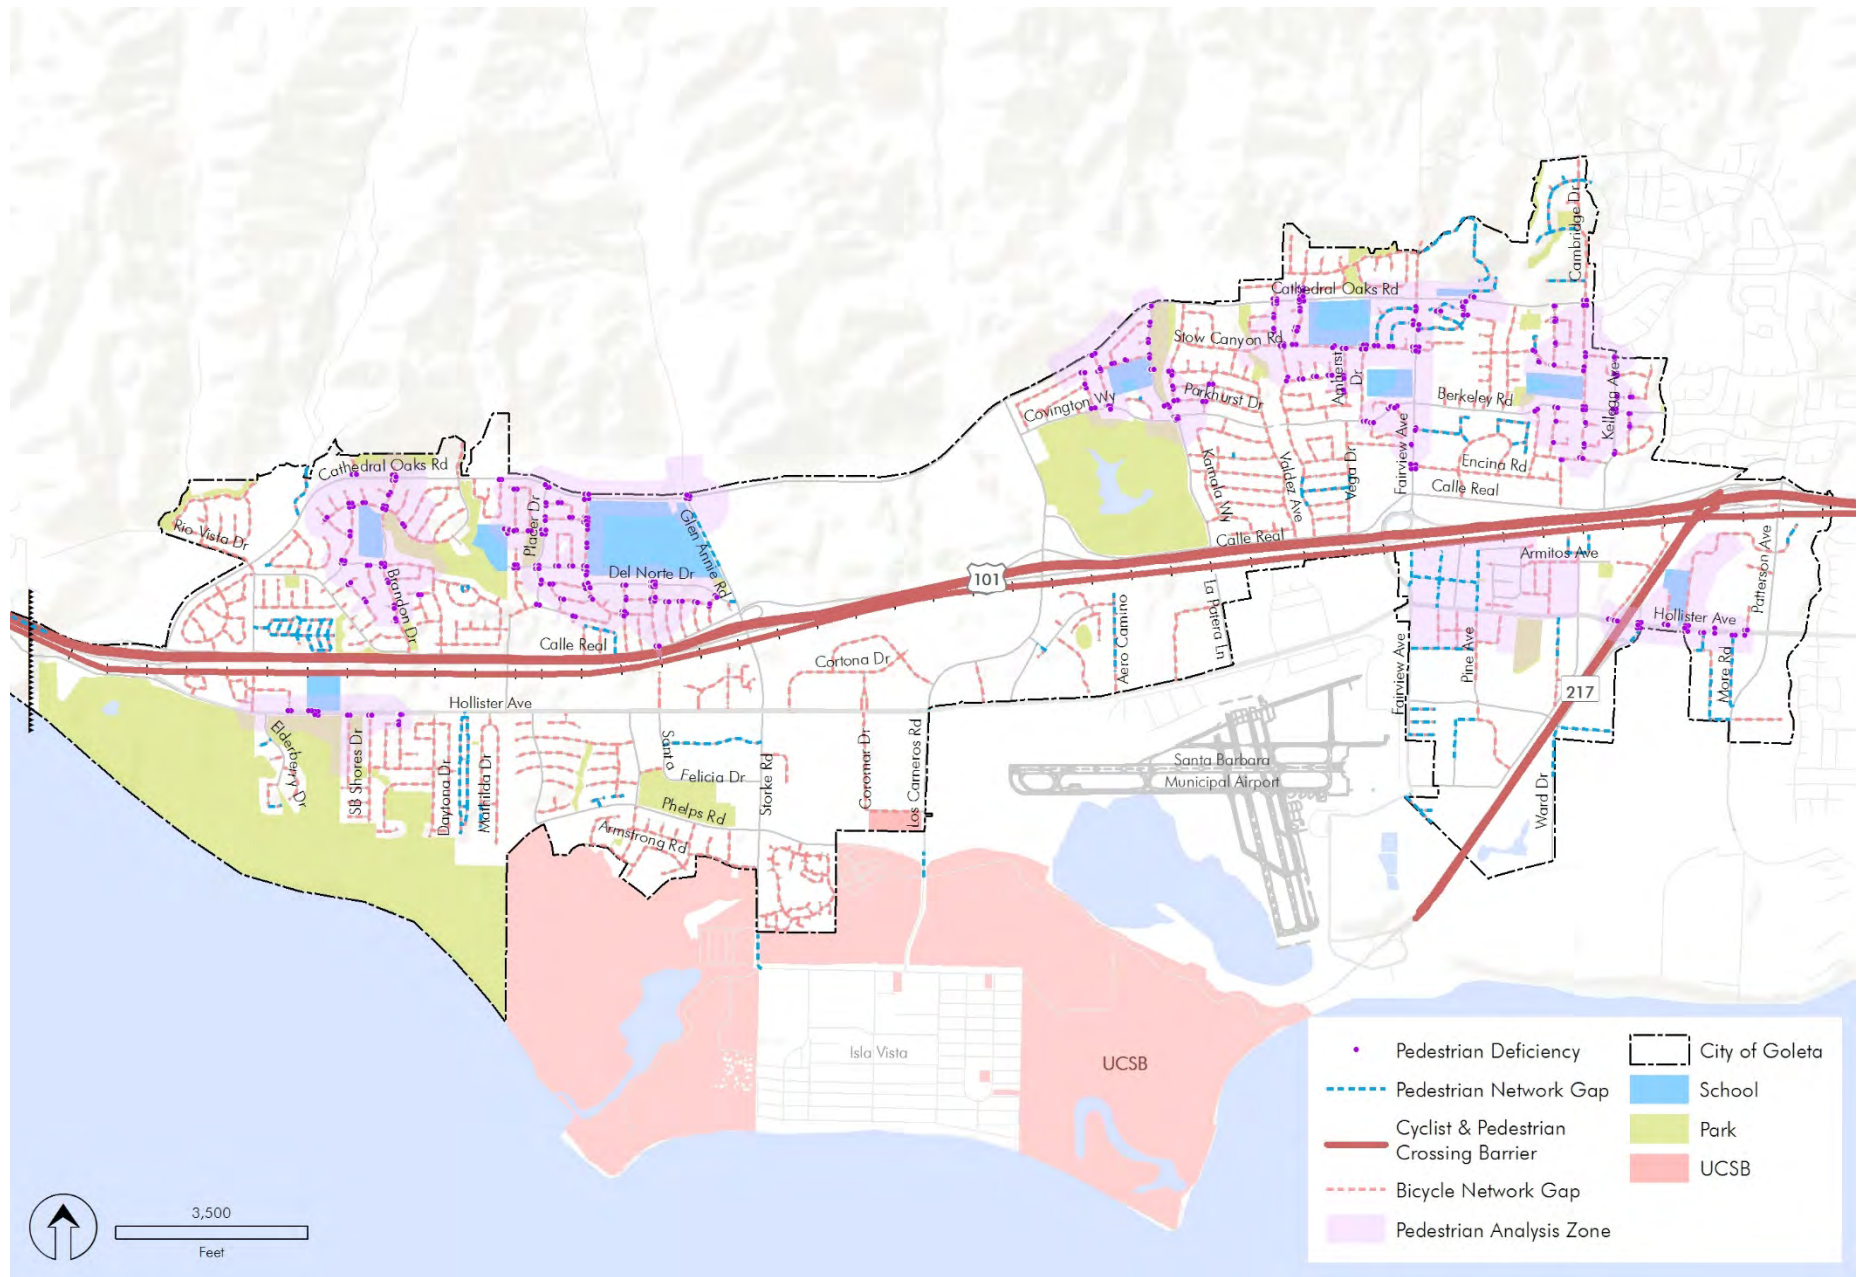 Cambridge Dr
Cathedral Oaks Rd
Stow Canyon Rd
Amherst
Dr
Parkhurst Dr
Covington Wy
Berkeley Rd
Kellogg Ave
Fairview Ave
Encina Rd
Vega Dr
Valdez Ave
Kamala Wy
Calle Real
Calle Real
Cathedral Oaks Rd
Placer Dr
Glen Annie Rd
Rio Vista Dr
Brandon Dr
Del Norte Dr
101
Armitos Ave
Patterson Ave
Hollister Ave
Calle Real
Cortona Dr
Aero Camino
La Patera Ln
Fairview Ave
Pine Ave
More Rd
217
Hollister Ave
Elderberry Dr
SB Shores Dr
Daytona Dr
Mathilda Dr
Santa
Felicia Dr
Phelps Rd
Storke Rd
Coromar Dr
Los Carneros Rd
Armstrong Rd
Santa Barbara
Municipal Airport
Ward Dr
Isla Vista
UCSB
Pedestrian Deficiency
Pedestrian Network Gap
Cyclist & Pedestrian
Crossing Barrier
Bicycle Network Gap
Pedestrian Analysis Zone
City of Goleta
School
Park
UCSB
3,500
Feet